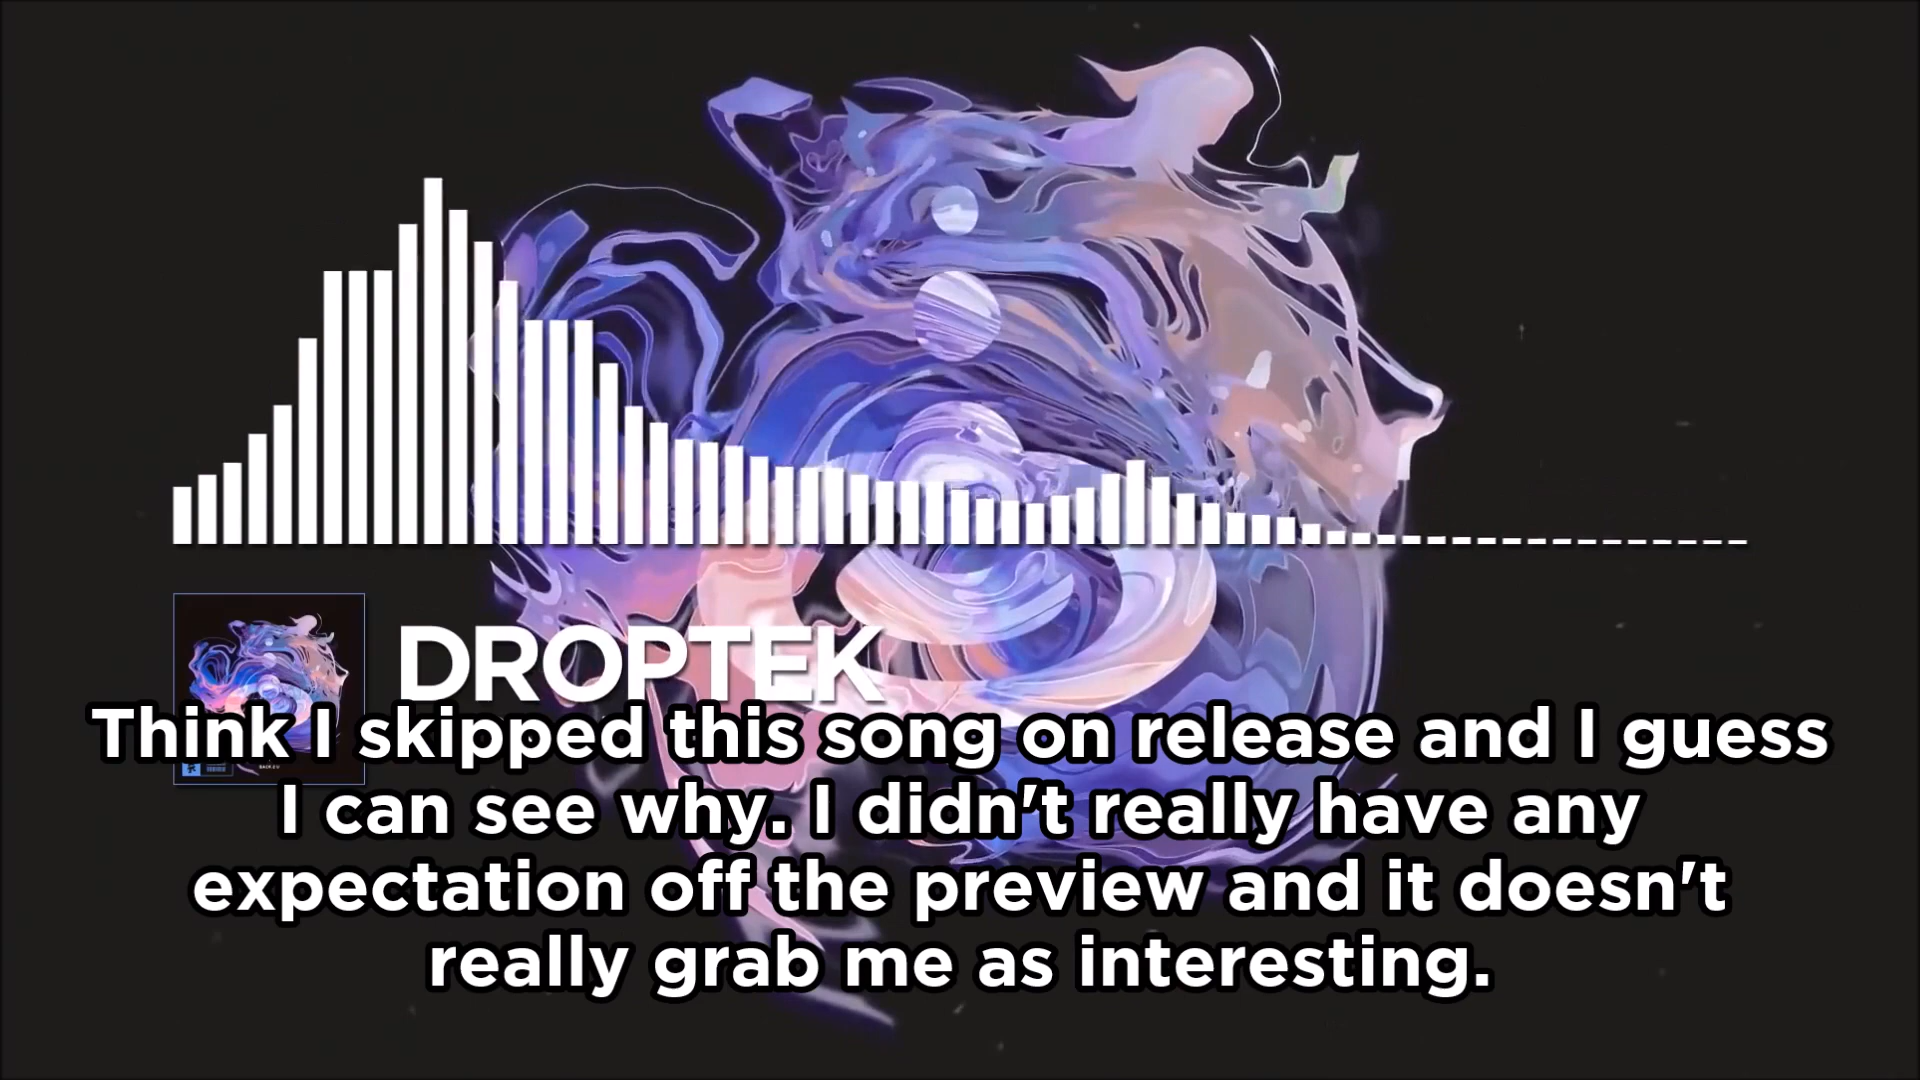 DROPTEK
Think I skipped this song on release and I guess
I can see why. I didn't really have any
expectation off the preview and it doesn't
really grab me as interesting.